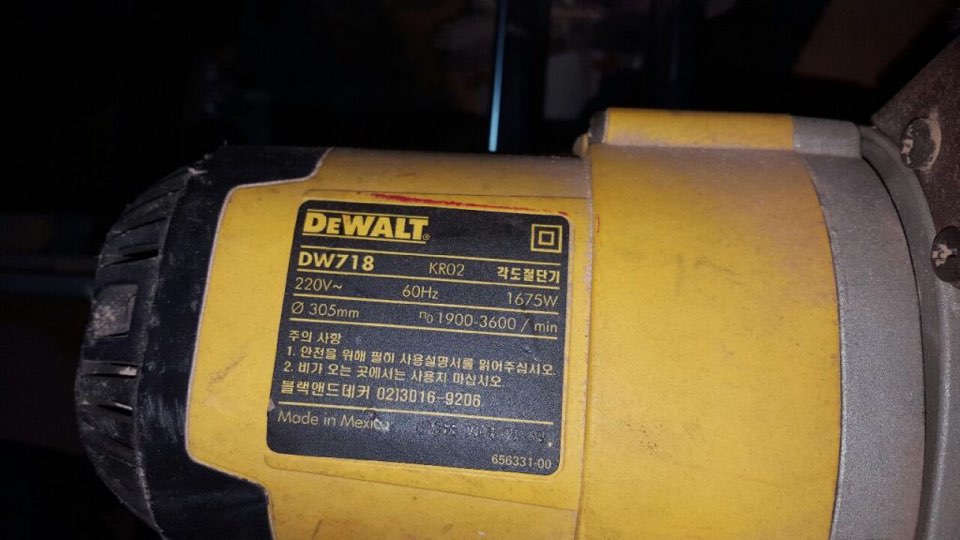 DEWALT®
DW718 KR02 각도절단기
220V~ 60Hz 1675W
Ø 305mm n₀ 1900-3600 / min
주의 사항
1. 안전을 위해 필히 사용설명서를 읽어주십시오.
2. 비가 오는 곳에서는 사용지 마십시오.
블랙앤드데커 02)3016-9206
Made in Mexico
656331-00